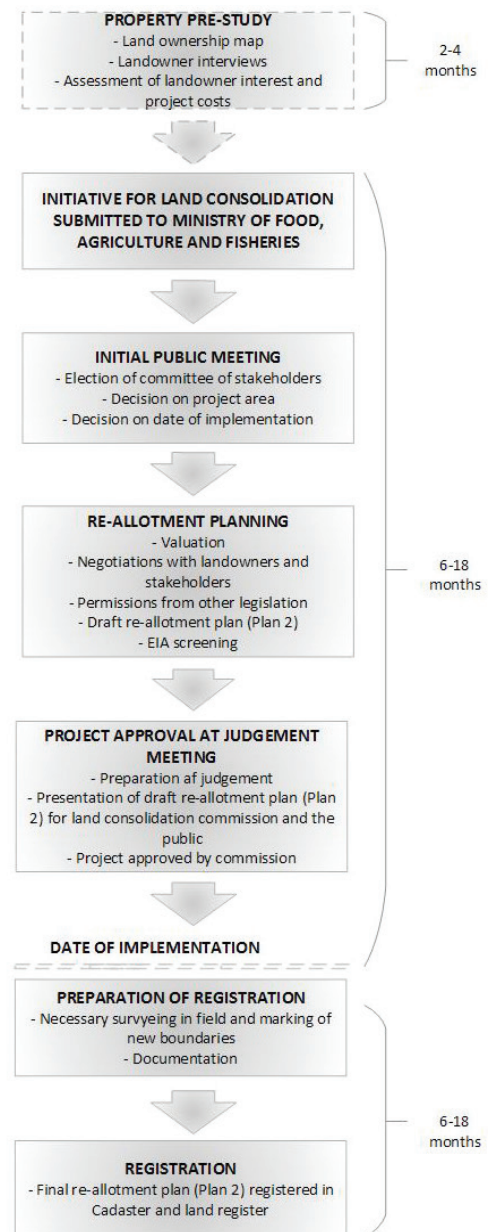 PROPERTY PRE-STUDY
- Land ownership map
- Landowner interviews
- Assessment of landowner interest and
project costs
2-4
months
INITIATIVE FOR LAND CONSOLIDATION
SUBMITTED TO MINISTRY OF FOOD,
AGRICULTURE AND FISHERIES
INITIAL PUBLIC MEETING
- Election of committee of stakeholders
- Decision on project area
- Decision on date of implementation
RE-ALLOTMENT PLANNING
- Valuation
- Negotiations with landowners and
stakeholders
- Permissions from other legislation
- Draft re-allotment plan (Plan 2)
- EIA screening
6-18
months
PROJECT APPROVAL AT JUDGEMENT
MEETING
- Preparation af judgement
- Presentation of draft re-allotment plan (Plan
2) for land consolidation commission and the
public
- Project approved by commission
DATE OF IMPLEMENTATION
PREPARATION OF REGISTRATION
- Necessary survyeing in field and marking of
new boundaries
- Documentation
6-18
months
REGISTRATION
- Final re-allotment plan (Plan 2) registered in
Cadaster and land register